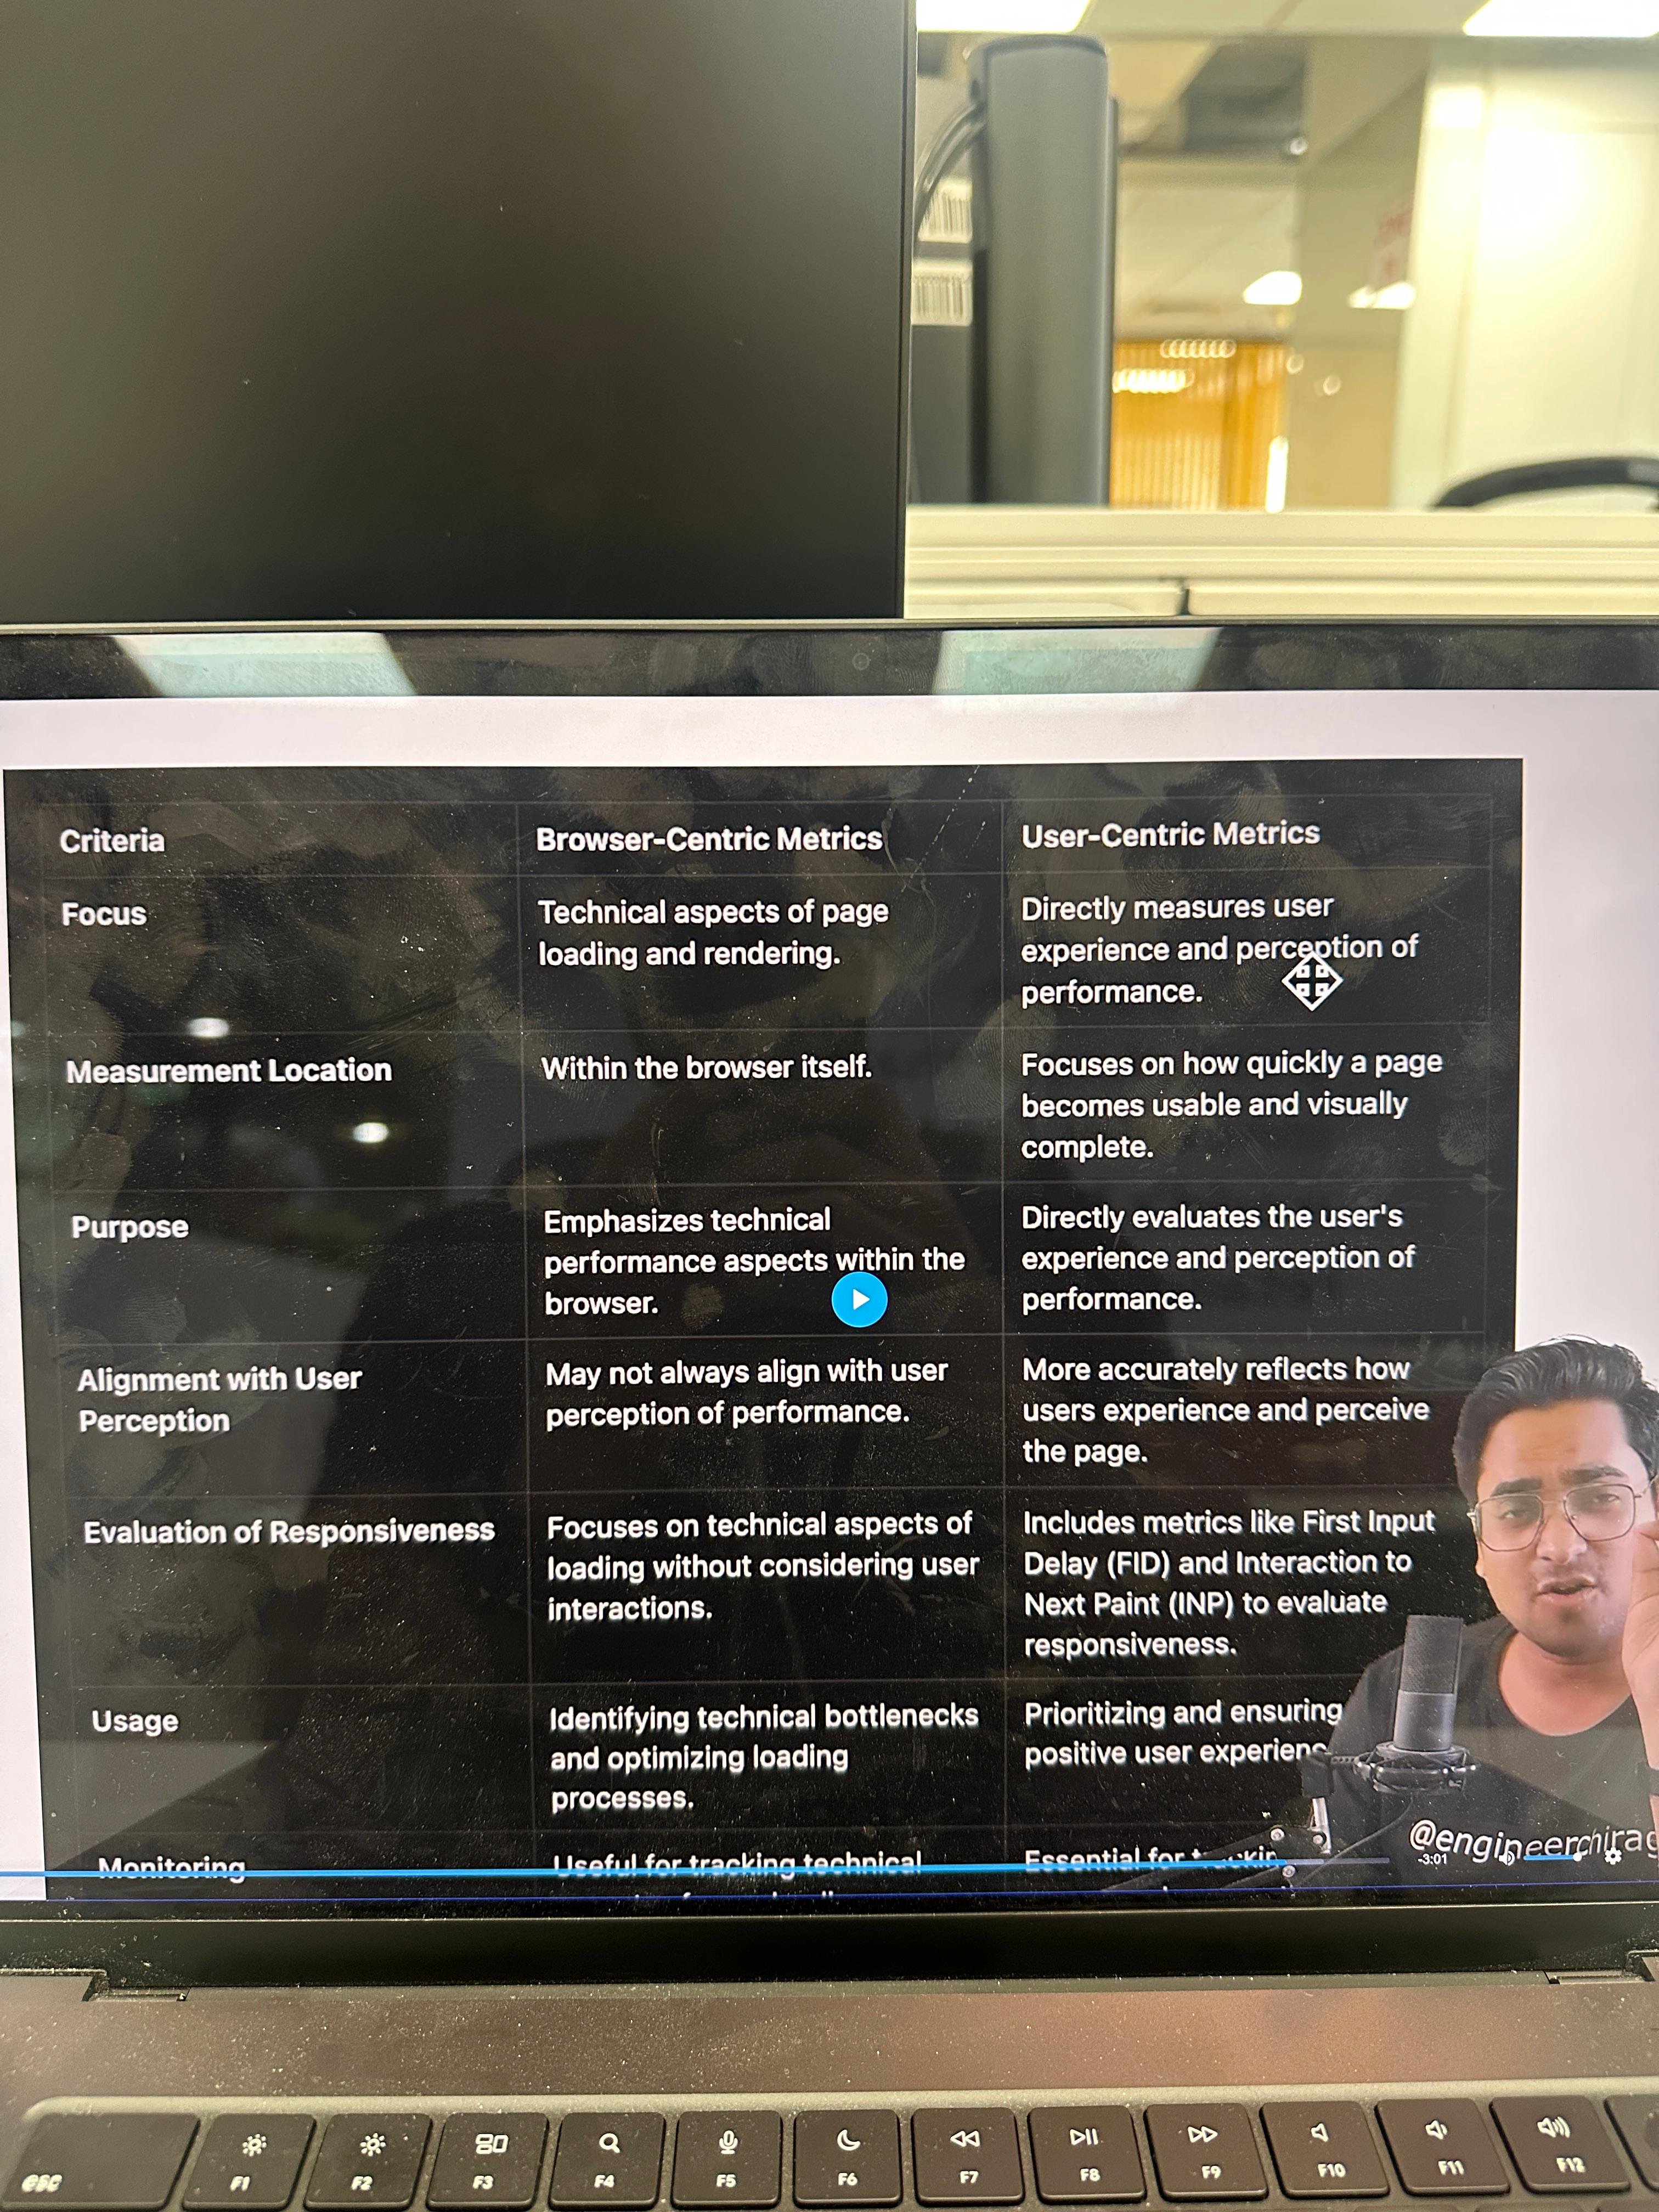 Criteria
Browser-Centric Metrics
User-Centric Metrics
Focus
Technical aspects of page
loading and rendering.
Directly measures user
experience and perception of
performance.
Measurement Location
Within the browser itself.
Focuses on how quickly a page
becomes usable and visually
complete.
Purpose
Emphasizes technical
performance aspects within the
browser.
Directly evaluates the user's
experience and perception of
performance.
Alignment with User
Perception
May not always align with user
perception of performance.
More accurately reflects how
users experience and perceive
the page.
Evaluation of Responsiveness
Focuses on technical aspects of
loading without considering user
interactions.
Includes metrics like First Input
Delay (FID) and Interaction to
Next Paint (INP) to evaluate
responsiveness.
Usage
Identifying technical bottlenecks
and optimizing loading
processes.
Prioritizing and ensuring
positive user experienc
Monitoring
Useful for tracking technical
Essential for
@engineerchirag
-3:01
esc
F1
F2
F3
F4
F5
F6
F7
F8
F9
F10
F11
F12